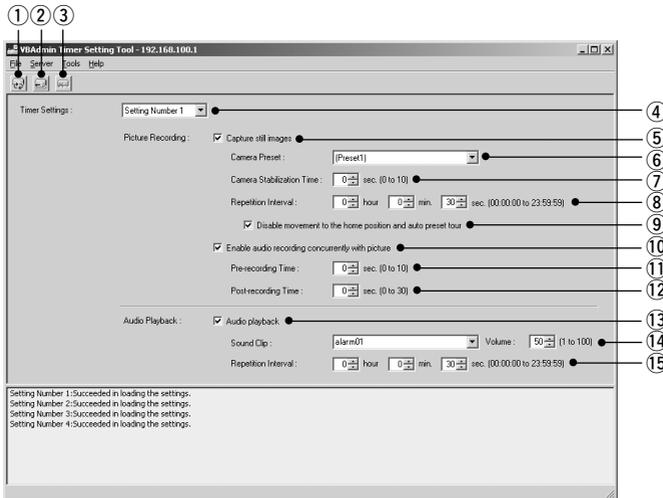 ① ② ③
VBAdmin Timer Setting Tool - 192.168.100.1
File Server Tools Help
Timer Settings : Setting Number 1 ④
Picture Recording : Capture still images ⑤
Camera Preset : (Preset1) ⑥
Camera Stabilization Time : 0 sec. (0 to 10) ⑦
Repetition Interval : 0 hour 0 min. 30 sec. (00:00:00 to 23:59:59) ⑧
Disable movement to the home position and auto preset tour ⑨
Enable audio recording concurrently with picture ⑩
Pre-recording Time : 0 sec. (0 to 10) ⑪
Post-recording Time : 0 sec. (0 to 30) ⑫
Audio Playback : Audio playback ⑬
Sound Clip : alarm01 Volume : 50 (1 to 100) ⑭
Repetition Interval : 0 hour 0 min. 30 sec. (00:00:00 to 23:59:59) ⑮
Setting Number 1:Succeeded in loading the settings.
Setting Number 2:Succeeded in loading the settings.
Setting Number 3:Succeeded in loading the settings.
Setting Number 4:Succeeded in loading the settings.